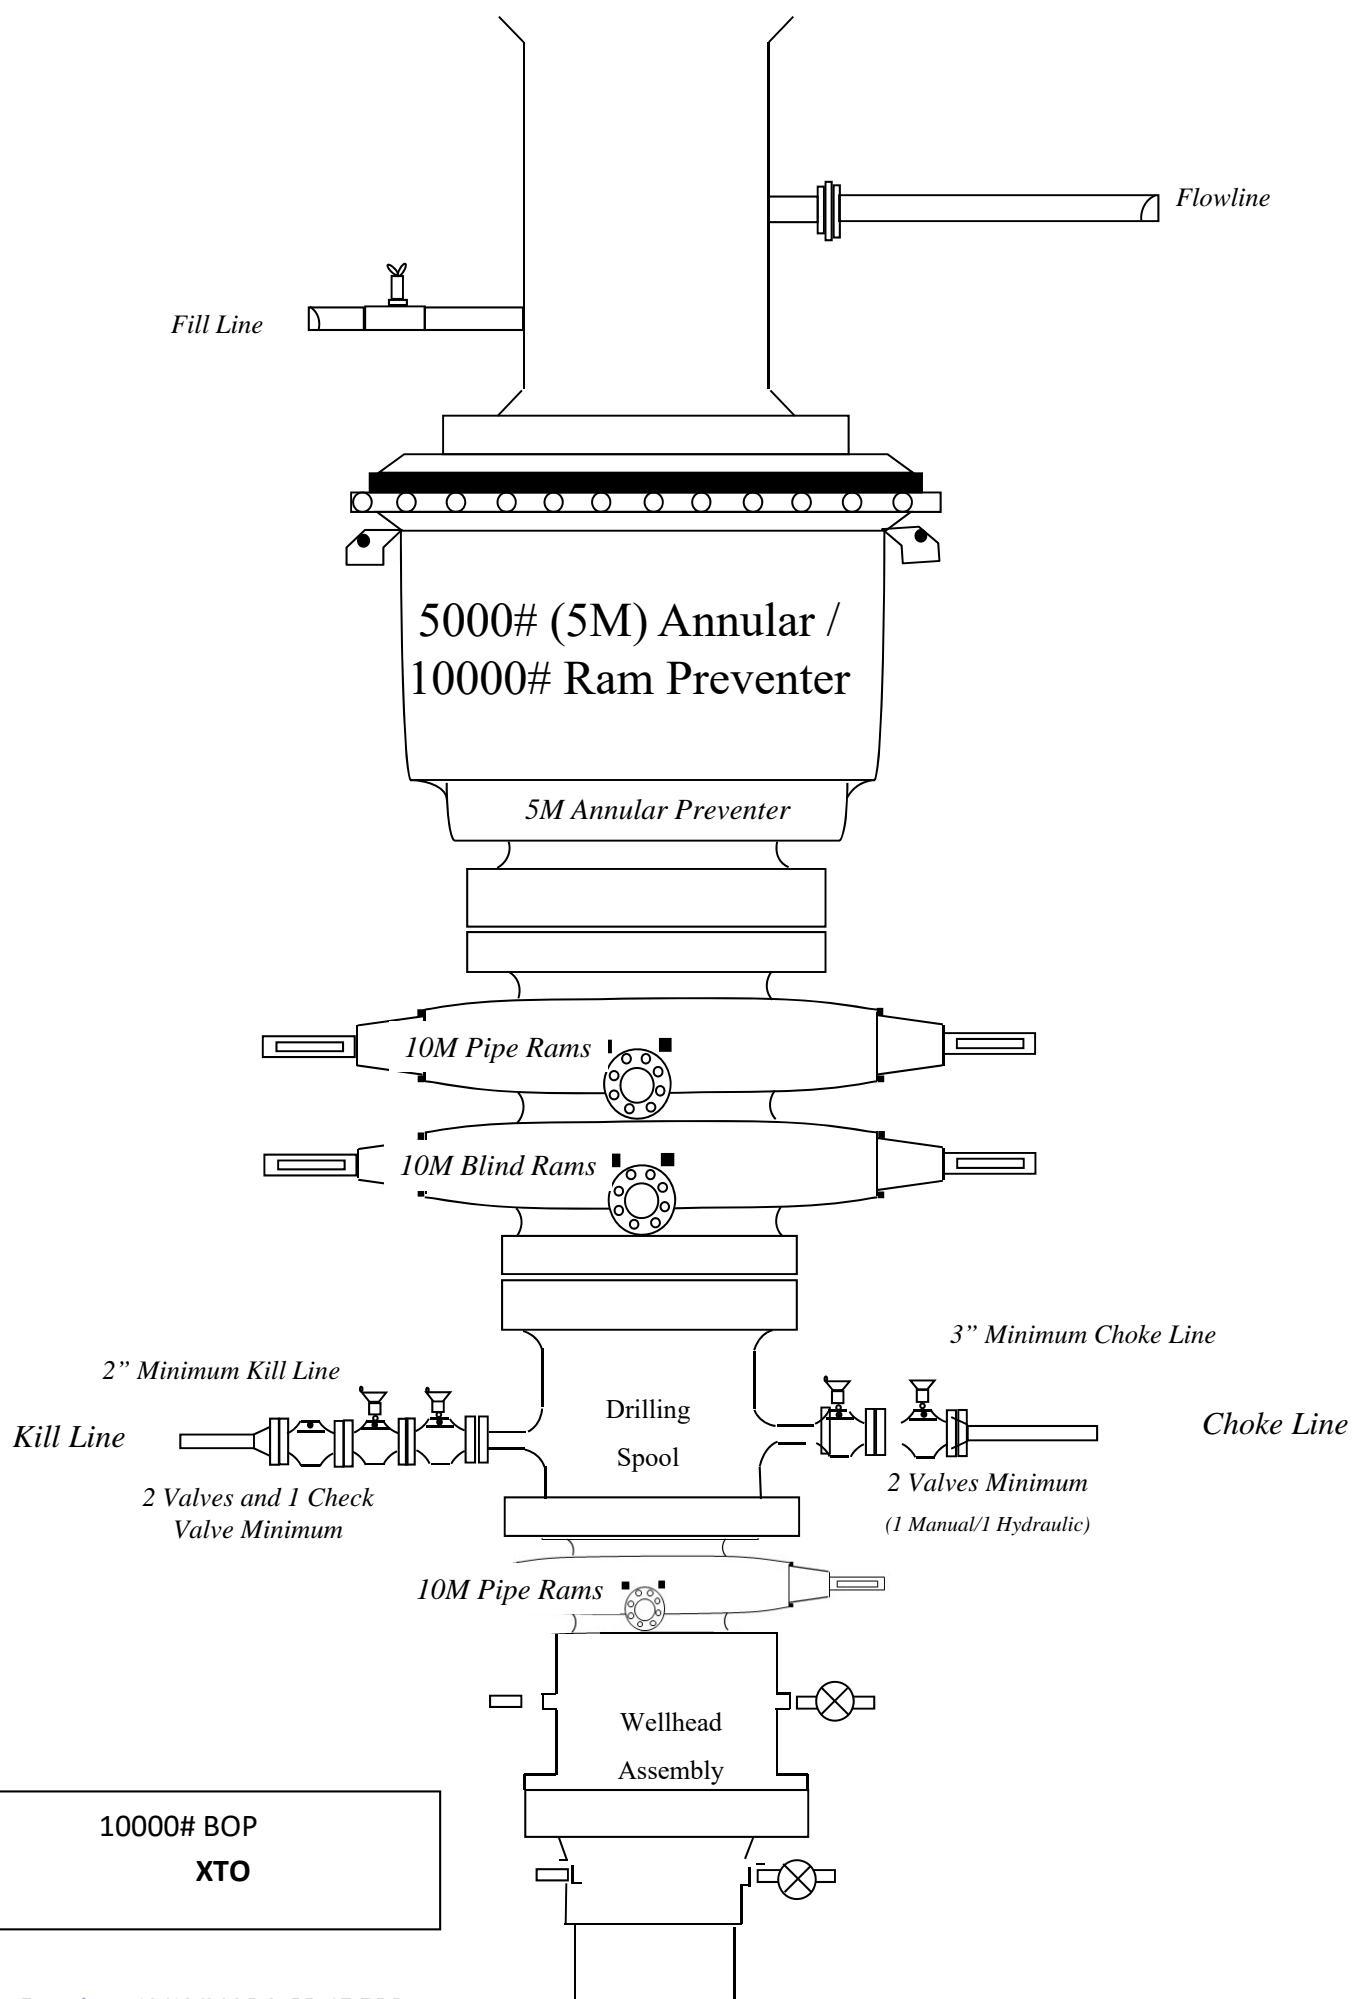 Flowline
Fill Line
5000# (5M) Annular /
10000# Ram Preventer
5M Annular Preventer
10M Pipe Rams
10M Blind Rams
3” Minimum Choke Line
2” Minimum Kill Line
Drilling
Spool
Kill Line
Choke Line
2 Valves and 1 Check
Valve Minimum
2 Valves Minimum
(1 Manual/1 Hydraulic)
10M Pipe Rams
Wellhead
Assembly
10000# BOP
XTO